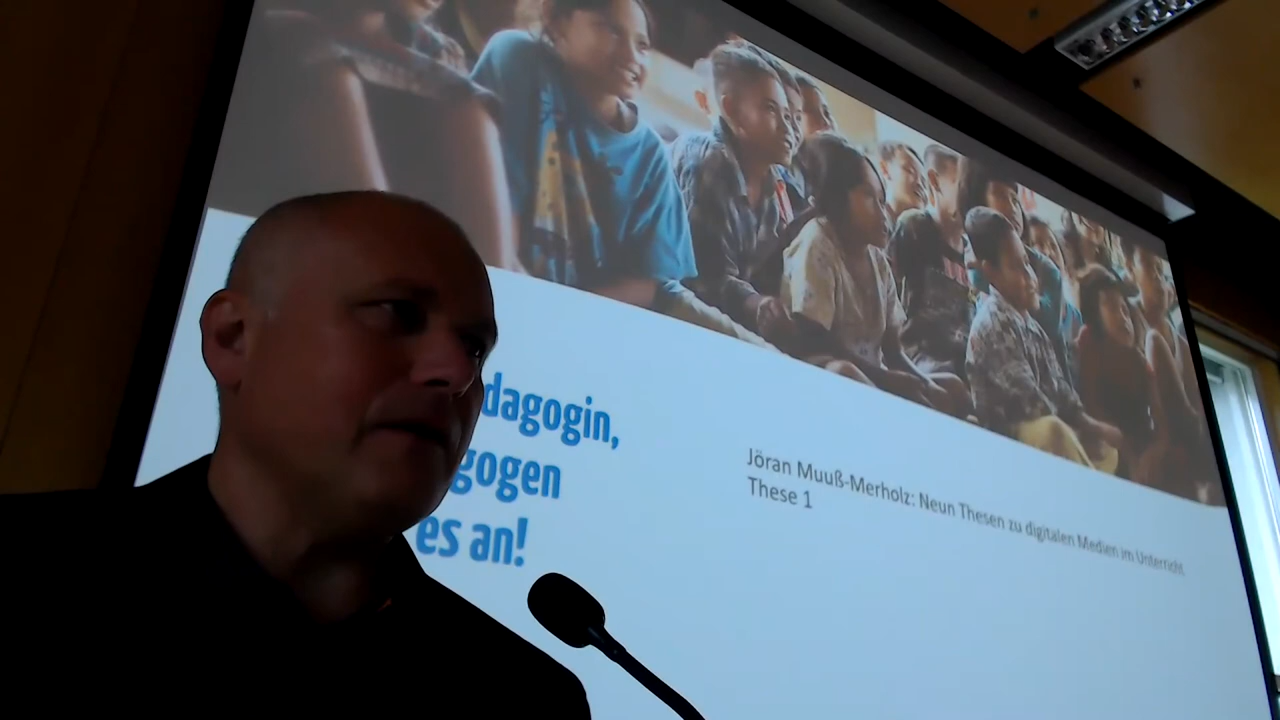 dagogin,
gogen
es an!
Jöran Muuß-Merholz: Neun Thesen zu digitalen Medien im Unterricht
These 1